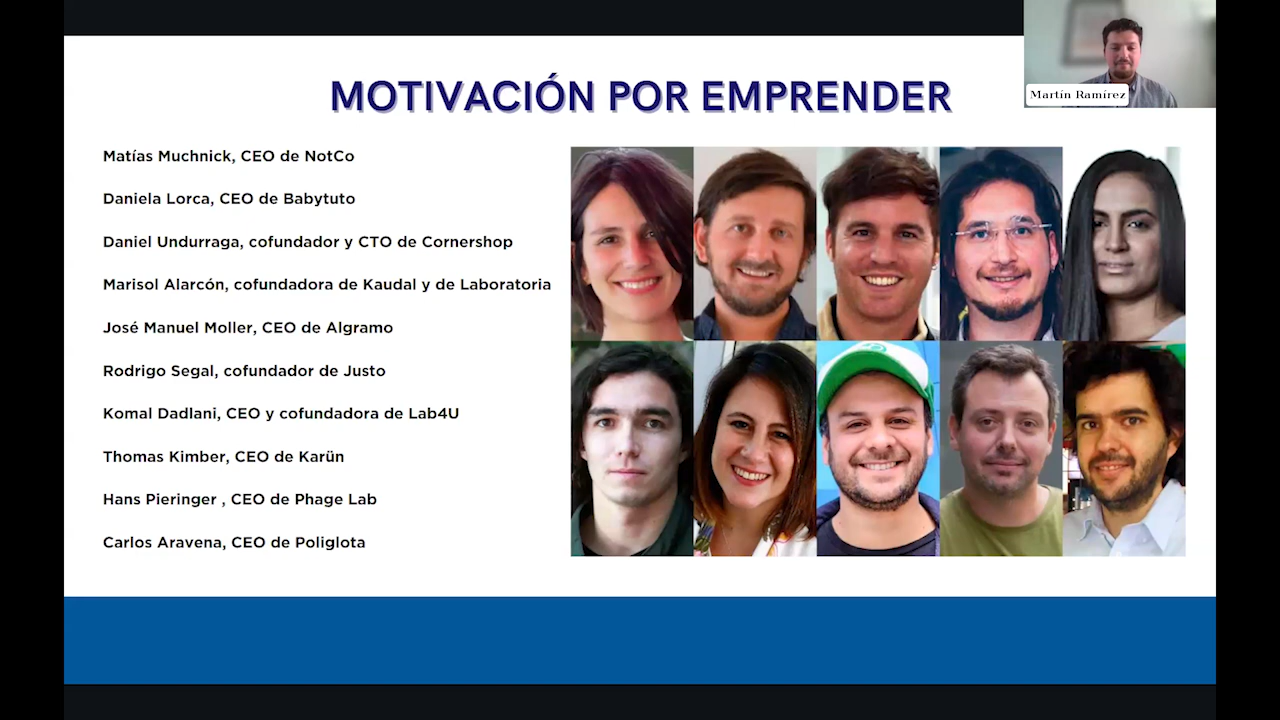 MOTIVACIÓN POR EMPRENDER
Martín Ramírez
Matías Muchnick, CEO de NotCo
Daniela Lorca, CEO de Babytuto
Daniel Undurraga, cofundador y CTO de Cornershop
Marisol Alarcón, cofundadora de Kaudal y de Laboratoria
José Manuel Moller, CEO de Algramo
Rodrigo Segal, cofundador de Justo
Komal Dadlani, CEO y cofundadora de Lab4U
Thomas Kimber, CEO de Karün
Hans Pieringer , CEO de Phage Lab
Carlos Aravena, CEO de Poliglota